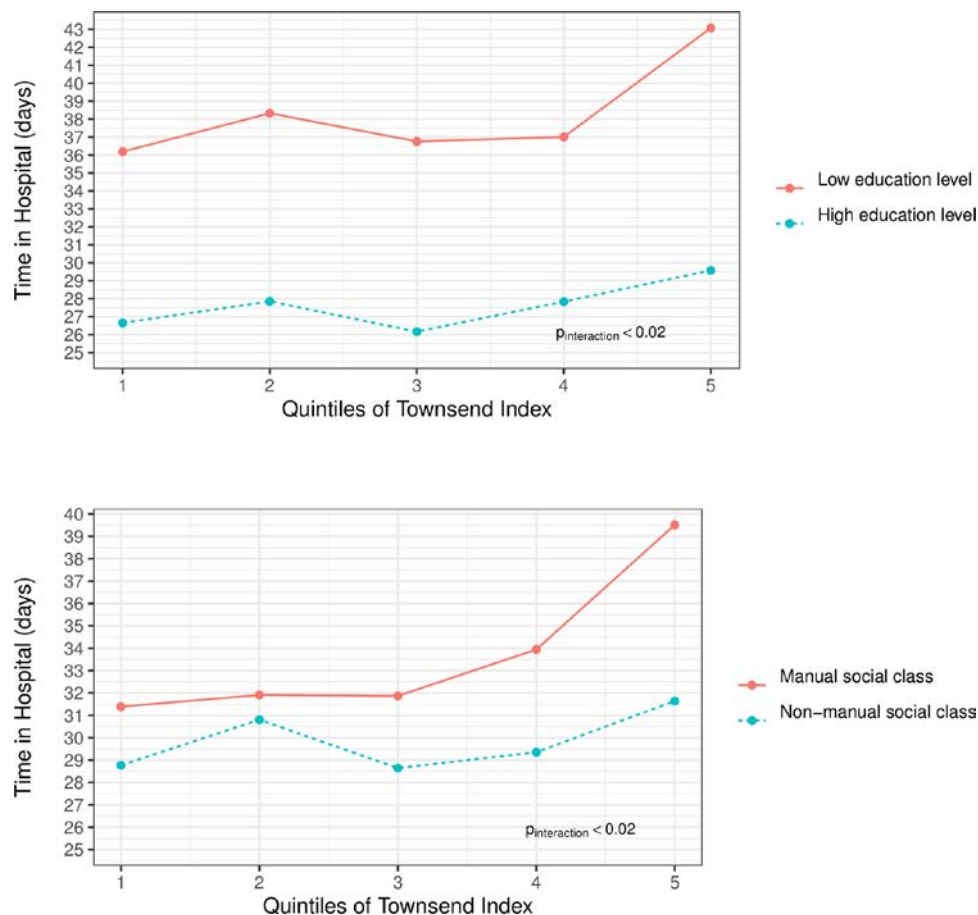 Time in Hospital (days)
43
42
41
40
39
38
37
36
35
34
33
32
31
30
29
28
27
26
25
1 2 3 4 5
Quintiles of Townsend Index
pinteraction < 0.02
Low education level
High education level
Time in Hospital (days)
40
39
38
37
36
35
34
33
32
31
30
29
28
27
26
25
1 2 3 4 5
Quintiles of Townsend Index
pinteraction < 0.02
Manual social class
Non−manual social class